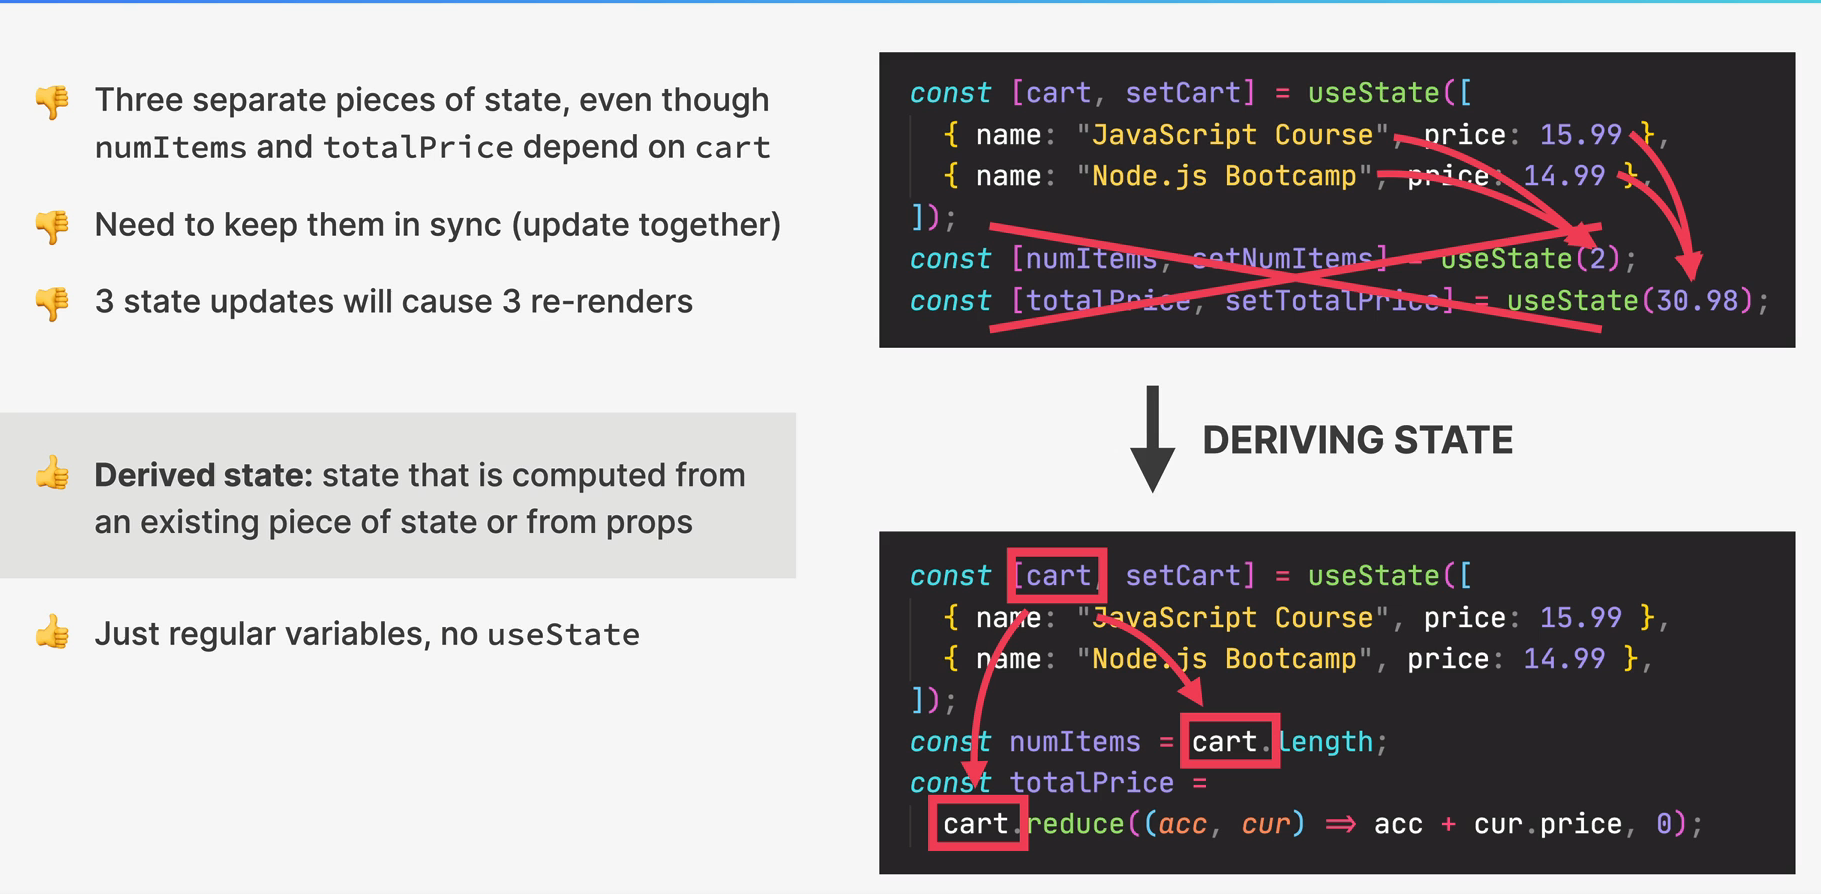 Three separate pieces of state, even though
numItems and totalPrice depend on cart
Need to keep them in sync (update together)
3 state updates will cause 3 re-renders
Derived state: state that is computed from
an existing piece of state or from props
Just regular variables, no useState
const [cart, setCart] = useState([
{ name: "JavaScript Course", price: 15.99 },
{ name: "Node.js Bootcamp", price: 14.99 },
]);
const [numItems, setNumItems] = useState(2);
const [totalPrice, setTotalPrice] = useState(30.98);
DERIVING STATE
const [cart, setCart] = useState([
{ name: "JavaScript Course", price: 15.99 },
{ name: "Node.js Bootcamp", price: 14.99 },
]);
const numItems = cart.length;
const totalPrice =
cart.reduce((acc, cur) => acc + cur.price, 0);